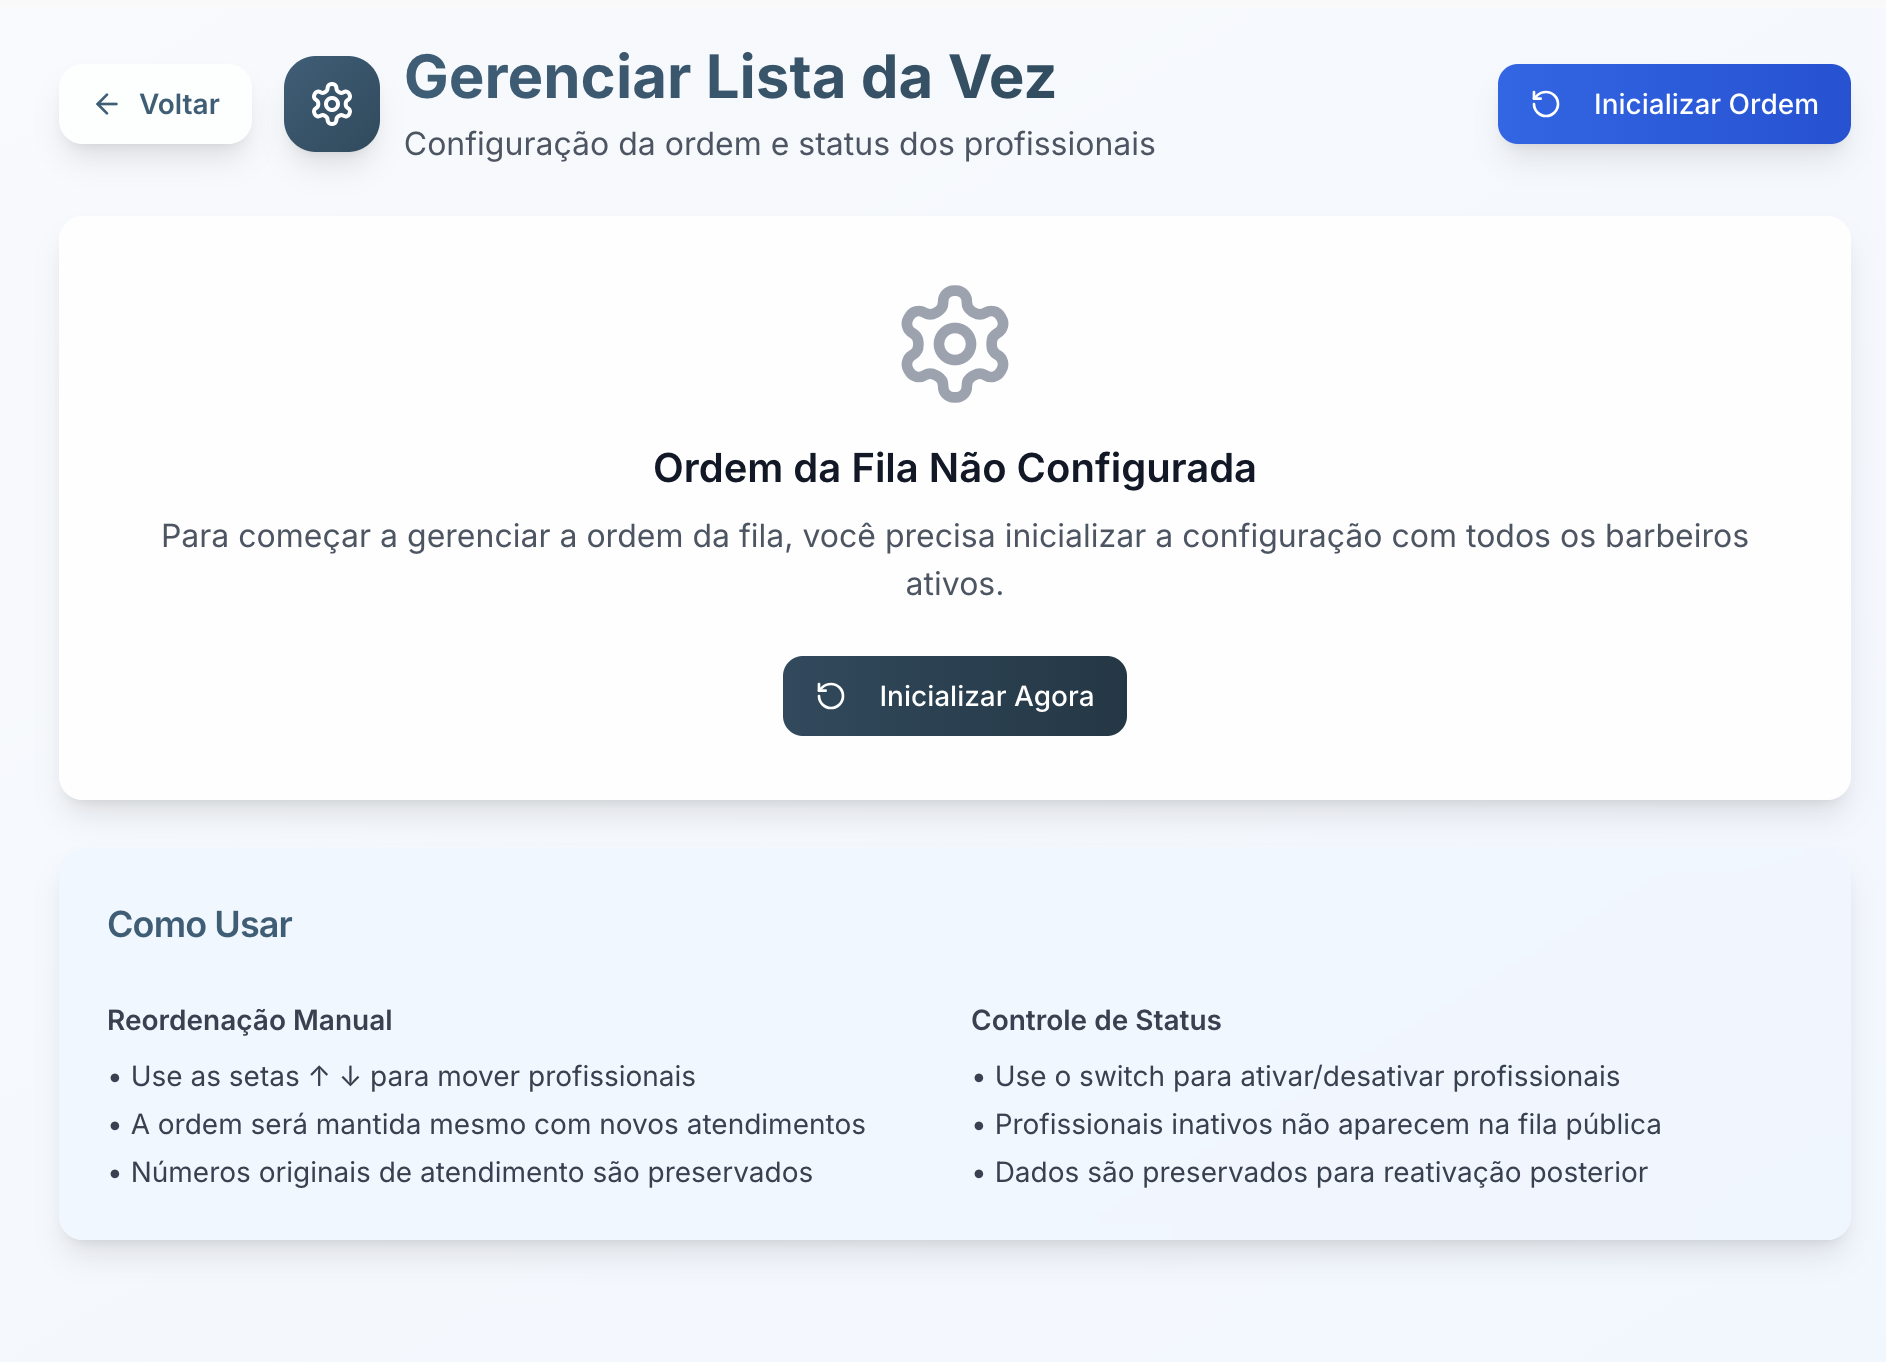 Voltar
Gerenciar Lista da Vez
Configuração da ordem e status dos profissionais
Inicializar Ordem
Ordem da Fila Não Configurada
Para começar a gerenciar a ordem da fila, você precisa inicializar a configuração com todos os barbeiros
ativos.
Inicializar Agora
Como Usar
Reordenação Manual
• Use as setas ↑ ↓ para mover profissionais
• A ordem será mantida mesmo com novos atendimentos
• Números originais de atendimento são preservados
Controle de Status
• Use o switch para ativar/desativar profissionais
• Profissionais inativos não aparecem na fila pública
• Dados são preservados para reativação posterior